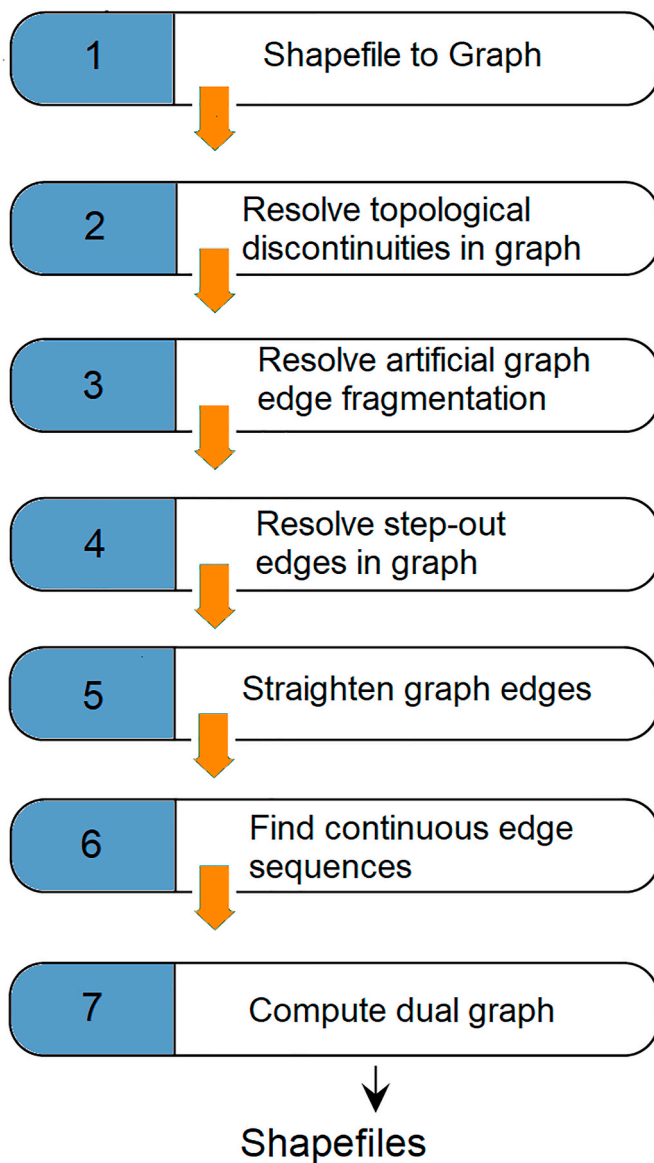 1
Shapefile to Graph
2
Resolve topological
discontinuities in graph
3
Resolve artificial graph
edge fragmentation
4
Resolve step-out
edges in graph
5
Straighten graph edges
6
Find continuous edge
sequences
7
Compute dual graph
Shapefiles